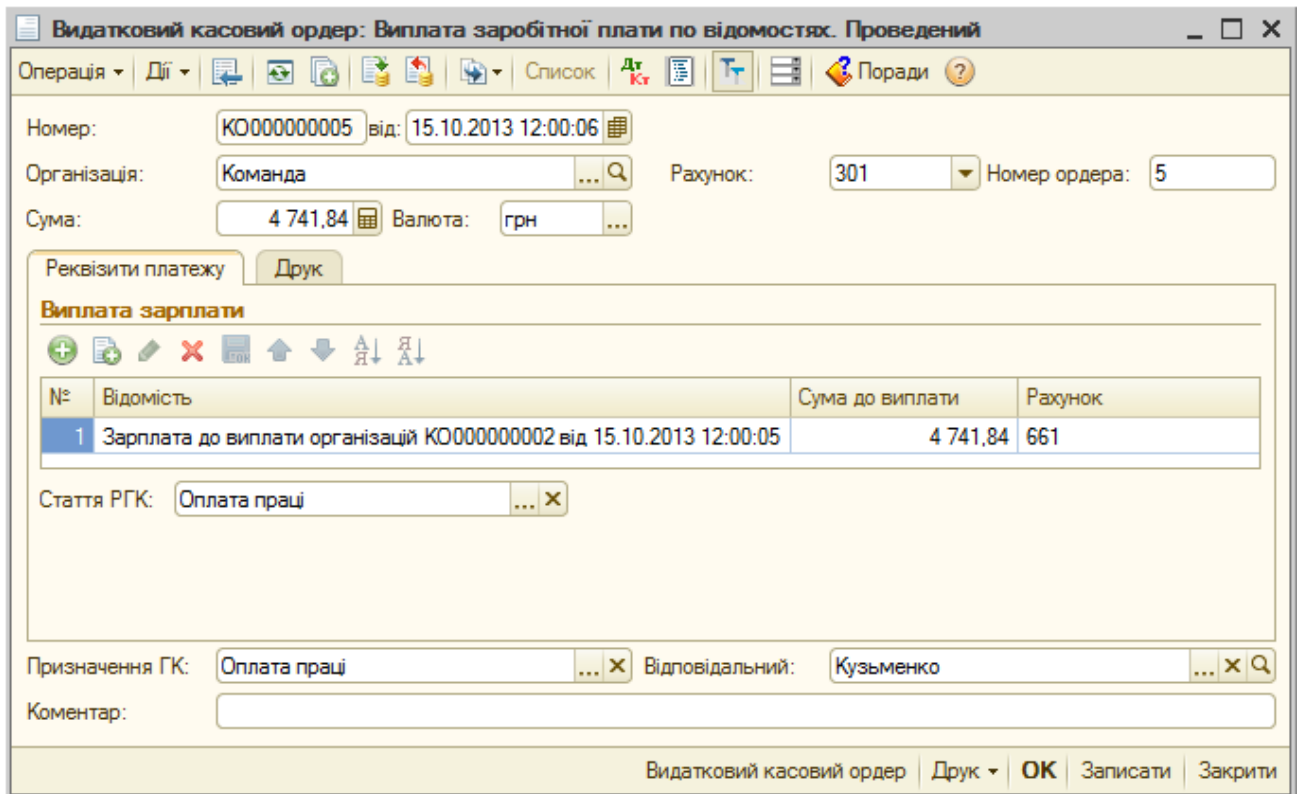 Видатковий касовий ордер: Виплата заробітної плати по відомостях. Проведений
Операція Дії Список Дт Кт Поради
Номер: КО000000005 від: 15.10.2013 12:00:06
Організація: Команда ... Рахунок: 301 Номер ордера: 5
Сума: 4 741,84 Валюта: грн ...
Реквізити платежу Друк
Виплата зарплати
№ Відомість Сума до виплати Рахунок
1 Зарплата до виплати організацій КО000000002 від 15.10.2013 12:00:05 4 741,84 661
Стаття РГК: Оплата праці ...
Призначення ГК: Оплата праці ... Відповідальний: Кузьменко ...
Коментар:
Видатковий касовий ордер Друк ОК Записати Закрити